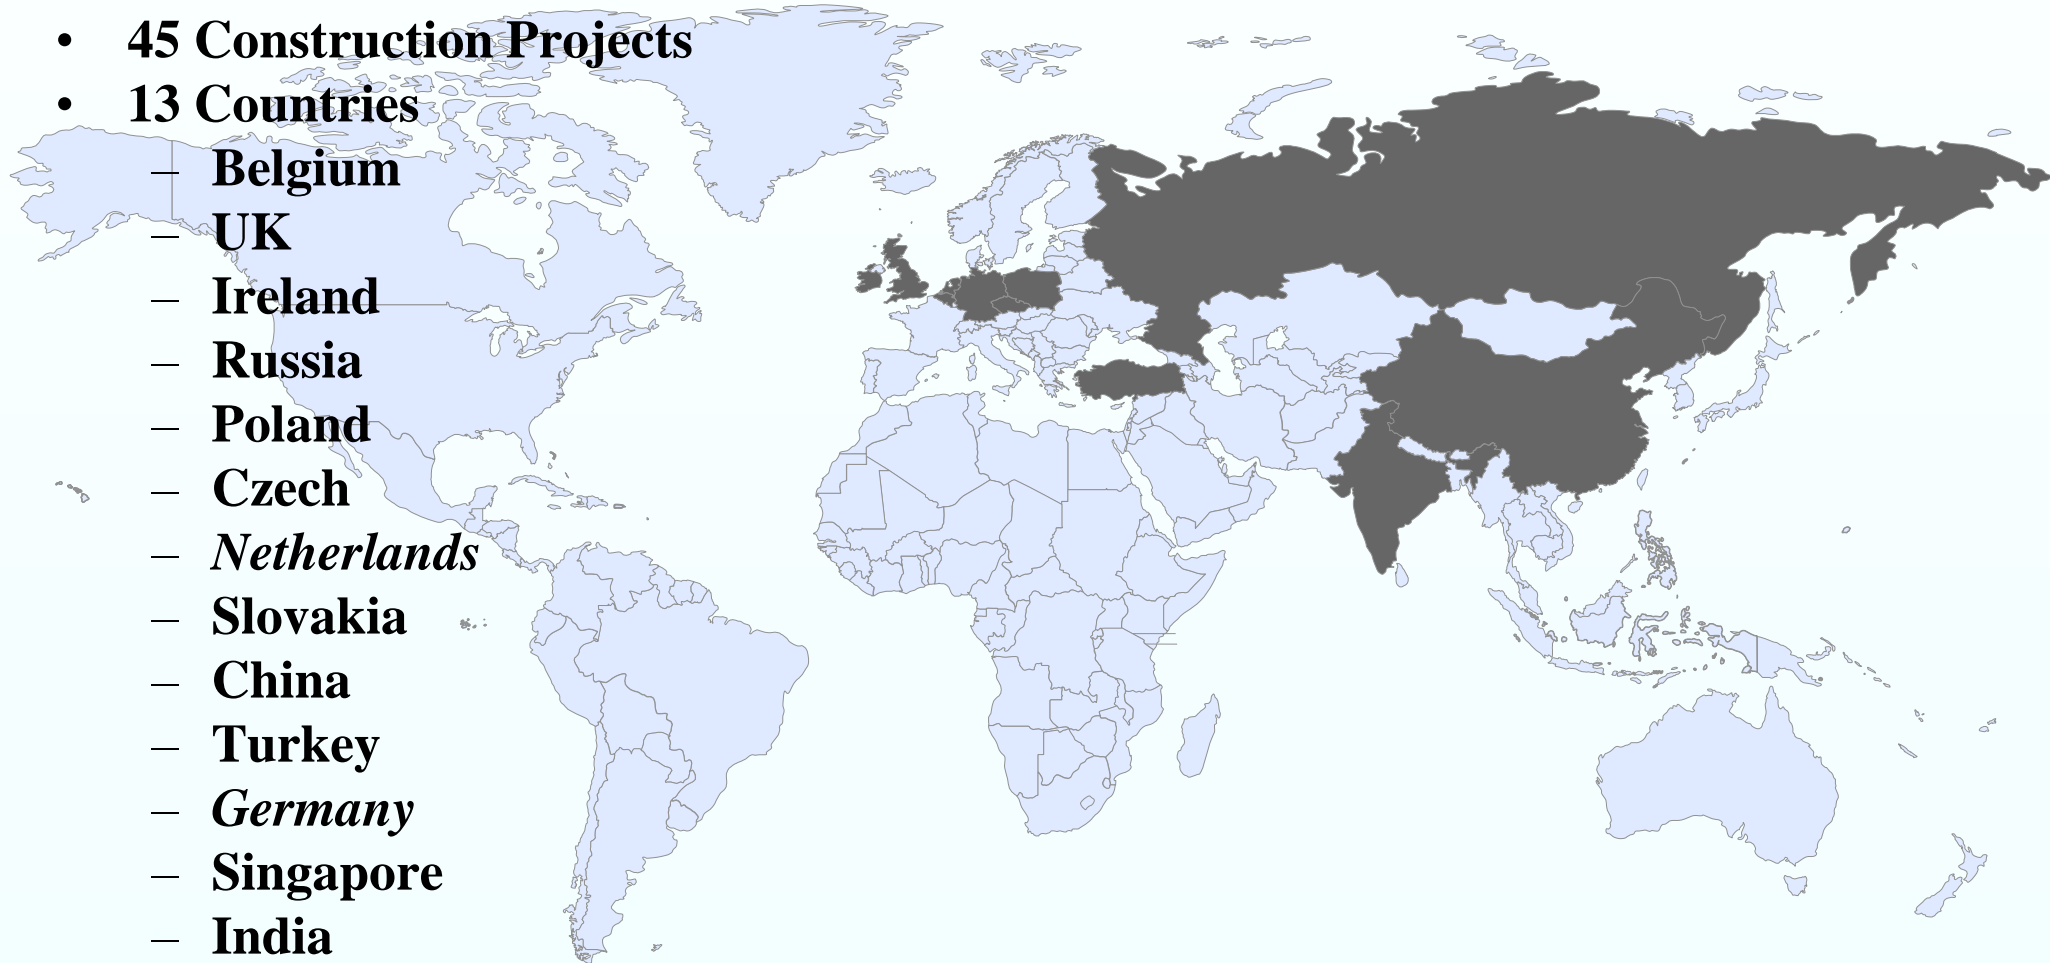 • 45 Construction Projects
• 13 Countries
– Belgium
– UK
– Ireland
– Russia
– Poland
– Czech
– Netherlands
– Slovakia
– China
– Turkey
– Germany
– Singapore
– India